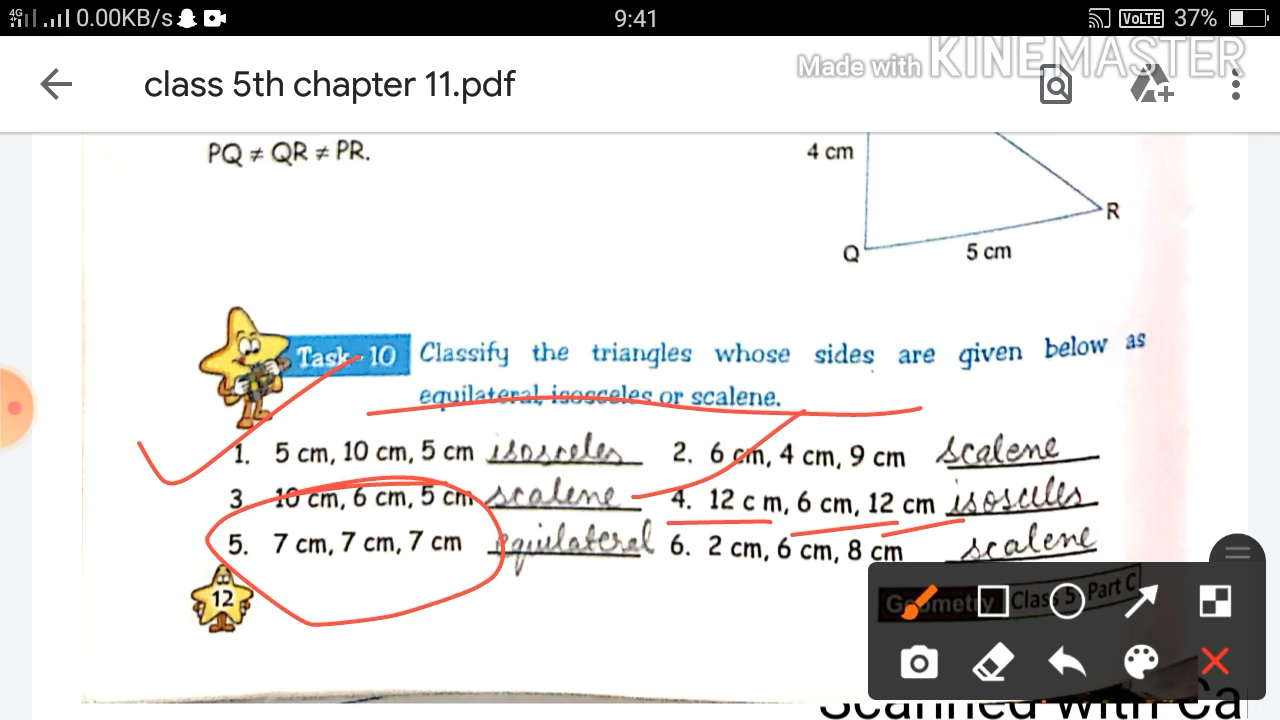 4G 0.00KB/s 9:41 VoLTE 37%
Made with KINEMASTER
class 5th chapter 11.pdf
PQ ≠ QR ≠ PR.
4 cm
R
Q
5 cm
Task - 10 Classify the triangles whose sides are given below as
equilateral, isosceles or scalene.
1. 5 cm, 10 cm, 5 cm isosceles 2. 6 cm, 4 cm, 9 cm scalene
3. 10 cm, 6 cm, 5 cm scalene 4. 12 c m, 6 cm, 12 cm isosceles
5. 7 cm, 7 cm, 7 cm equilateral 6. 2 cm, 6 cm, 8 cm scalene
12
Geometry Class 5 Part C
Scanned with Ca